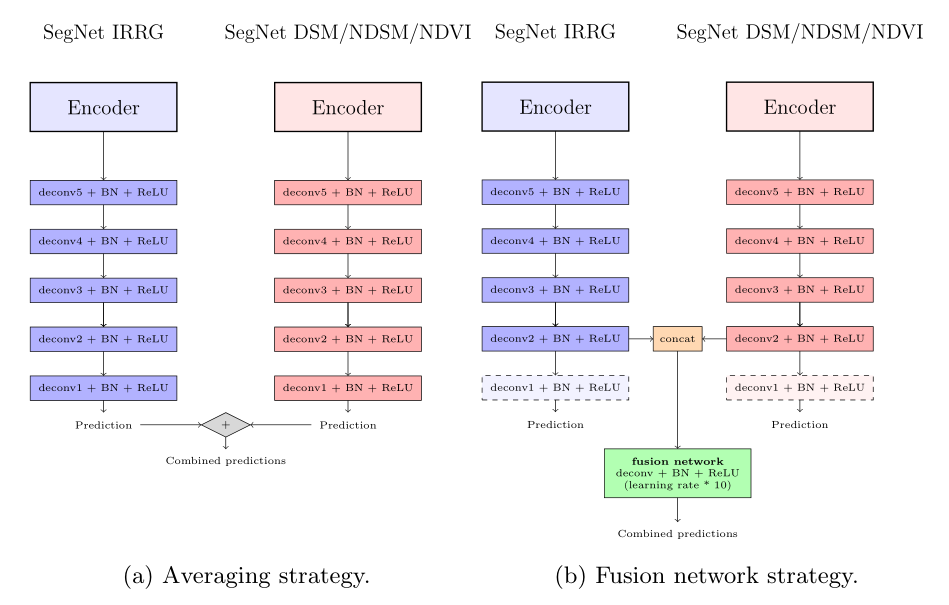 SegNet IRRG
SegNet DSM/NDSM/NDVI
Encoder
Encoder
deconv5 + BN + ReLU
deconv5 + BN + ReLU
deconv4 + BN + ReLU
deconv4 + BN + ReLU
deconv3 + BN + ReLU
deconv3 + BN + ReLU
deconv2 + BN + ReLU
deconv2 + BN + ReLU
deconv1 + BN + ReLU
deconv1 + BN + ReLU
Prediction
+
Prediction
Combined predictions
(a) Averaging strategy.
SegNet IRRG
SegNet DSM/NDSM/NDVI
Encoder
Encoder
deconv5 + BN + ReLU
deconv5 + BN + ReLU
deconv4 + BN + ReLU
deconv4 + BN + ReLU
deconv3 + BN + ReLU
deconv3 + BN + ReLU
deconv2 + BN + ReLU
concat
deconv2 + BN + ReLU
deconv1 + BN + ReLU
deconv1 + BN + ReLU
Prediction
Prediction
fusion network
deconv + BN + ReLU
(learning rate * 10)
Combined predictions
(b) Fusion network strategy.